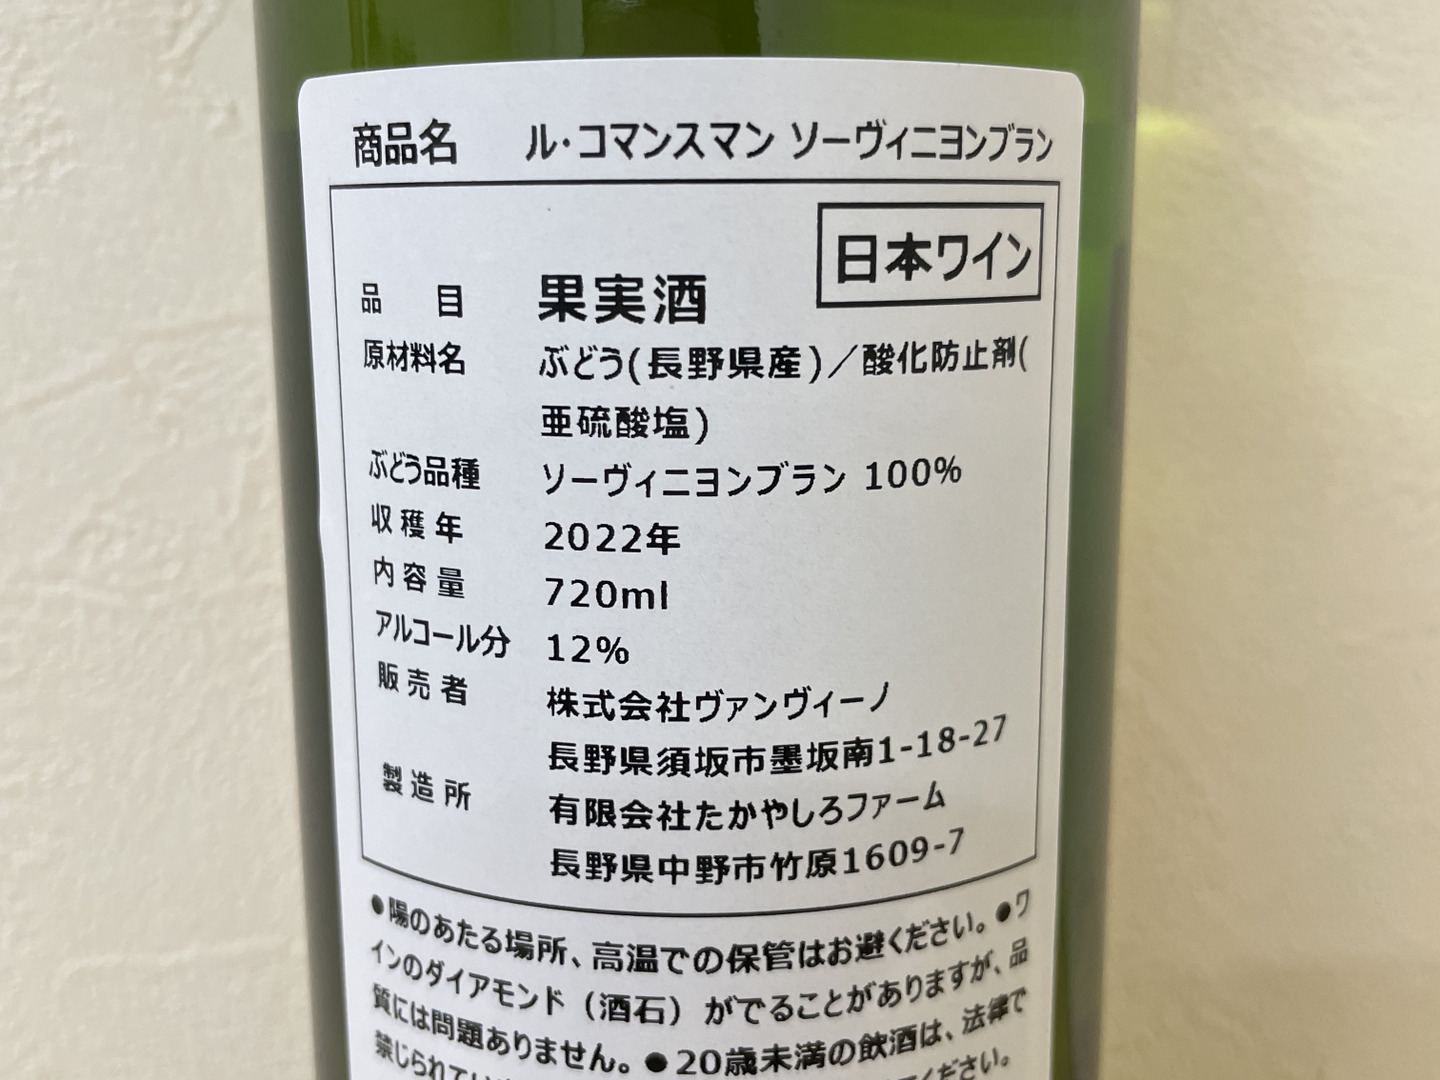 商品名 ル・コマンスマン ソーヴィニヨンブラン
日本ワイン
品目 果実酒
原材料名 ぶどう(長野県産)／酸化防止剤(
亜硫酸塩)
ぶどう品種 ソーヴィニヨンブラン 100%
収穫年 2022年
内容量 720ml
アルコール分 12%
販売者 株式会社ヴァンヴィーノ
長野県須坂市墨坂南1-18-27
製造所 有限会社たかやしろファーム
長野県中野市竹原1609-7
●陽のあたる場所、高温での保管はお避けください。●ワ
インのダイアモンド（酒石）がでることがありますが、品
質には問題ありません。●20歳未満の飲酒は、法律で
禁じられてい
ください。